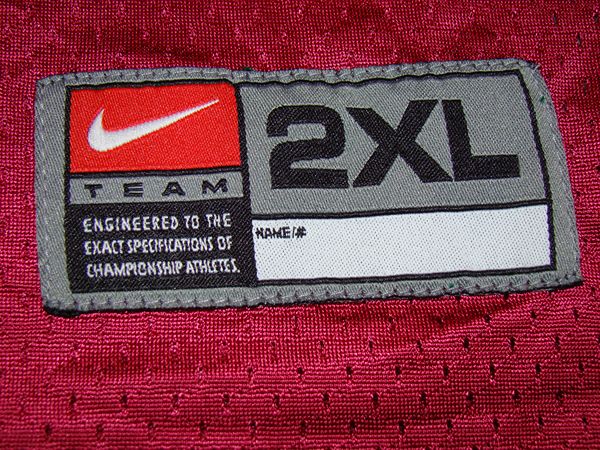 TEAM
2XL
ENGINEERED TO THE
EXACT SPECIFICATIONS OF
CHAMPIONSHIP ATHLETES.
NAME/#